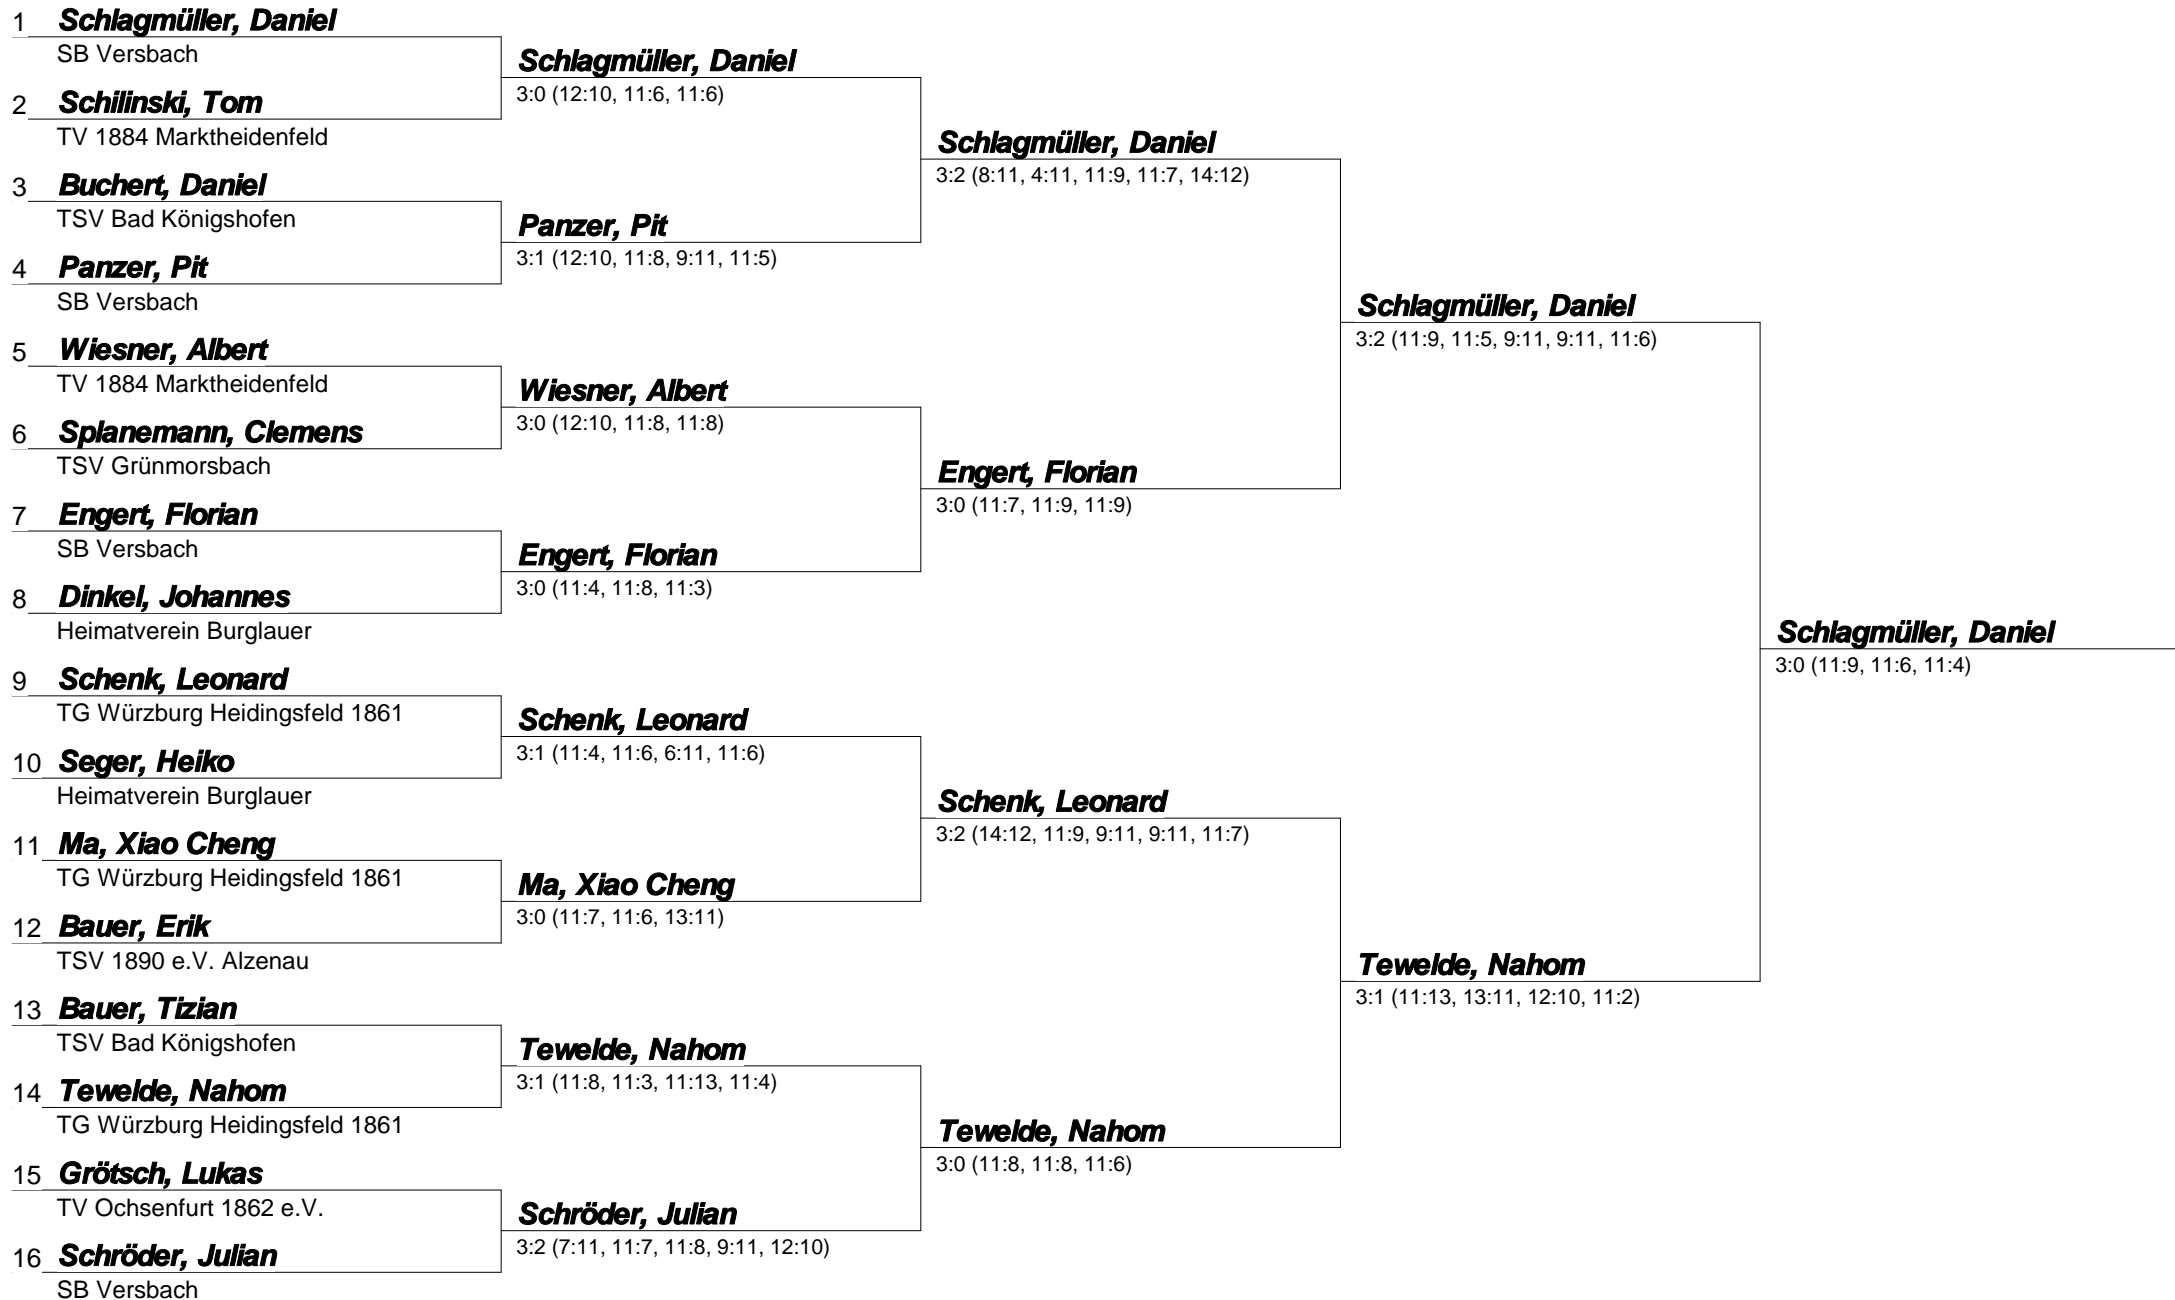 1 Schlagmüller, Daniel
SB Versbach
2 Schilinski, Tom
TV 1884 Marktheidenfeld
3 Buchert, Daniel
TSV Bad Königshofen
4 Panzer, Pit
SB Versbach
5 Wiesner, Albert
TV 1884 Marktheidenfeld
6 Splanemann, Clemens
TSV Grünmorsbach
7 Engert, Florian
SB Versbach
8 Dinkel, Johannes
Heimatverein Burglauer
9 Schenk, Leonard
TG Würzburg Heidingsfeld 1861
10 Seger, Heiko
Heimatverein Burglauer
11 Ma, Xiao Cheng
TG Würzburg Heidingsfeld 1861
12 Bauer, Erik
TSV 1890 e.V. Alzenau
13 Bauer, Tizian
TSV Bad Königshofen
14 Tewelde, Nahom
TG Würzburg Heidingsfeld 1861
15 Grötsch, Lukas
TV Ochsenfurt 1862 e.V.
16 Schröder, Julian
SB Versbach
Schlagmüller, Daniel
3:0 (12:10, 11:6, 11:6)
Panzer, Pit
3:1 (12:10, 11:8, 9:11, 11:5)
Wiesner, Albert
3:0 (12:10, 11:8, 11:8)
Engert, Florian
3:0 (11:4, 11:8, 11:3)
Schenk, Leonard
3:1 (11:4, 11:6, 6:11, 11:6)
Ma, Xiao Cheng
3:0 (11:7, 11:6, 13:11)
Tewelde, Nahom
3:1 (11:8, 11:3, 11:13, 11:4)
Schröder, Julian
3:2 (7:11, 11:7, 11:8, 9:11, 12:10)
Schlagmüller, Daniel
3:2 (8:11, 4:11, 11:9, 11:7, 14:12)
Engert, Florian
3:0 (11:7, 11:9, 11:9)
Schenk, Leonard
3:2 (14:12, 11:9, 9:11, 9:11, 11:7)
Tewelde, Nahom
3:0 (11:8, 11:8, 11:6)
Schlagmüller, Daniel
3:2 (11:9, 11:5, 9:11, 9:11, 11:6)
Tewelde, Nahom
3:1 (11:13, 13:11, 12:10, 11:2)
Schlagmüller, Daniel
3:0 (11:9, 11:6, 11:4)